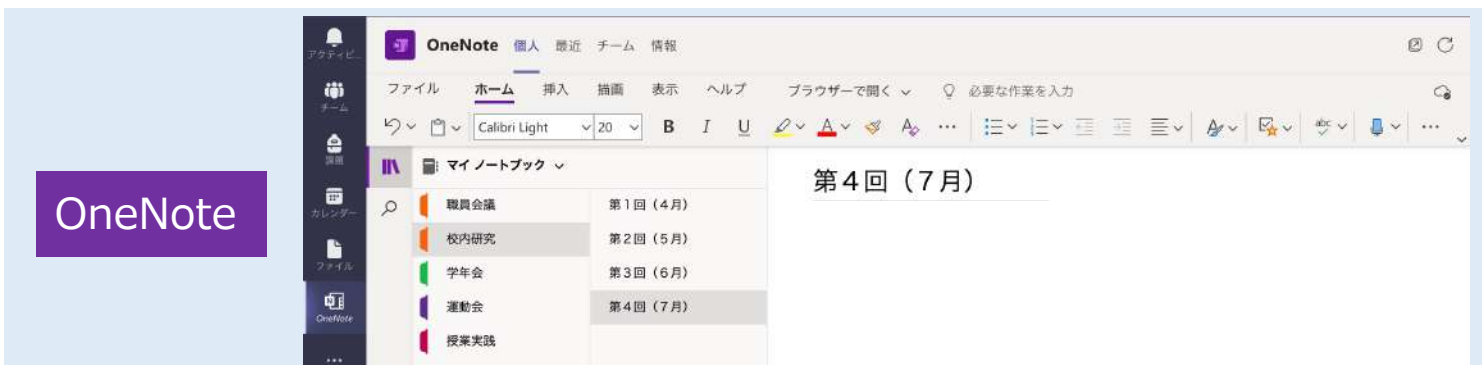 OneNote
アクティビ...
チーム
課題
カレンダー
ファイル
OneNote
...
OneNote 個人 最近 チーム 情報
ファイル ホーム 挿入 描画 表示 ヘルプ ブラウザーで開く 必要な作業を入力
Calibri Light 20 B I U A A ... A abc ...
マイ ノートブック
職員会議
校内研究
学年会
運動会
授業実践
第1回（4月）
第2回（5月）
第3回（6月）
第4回（7月）
第４回（７月）